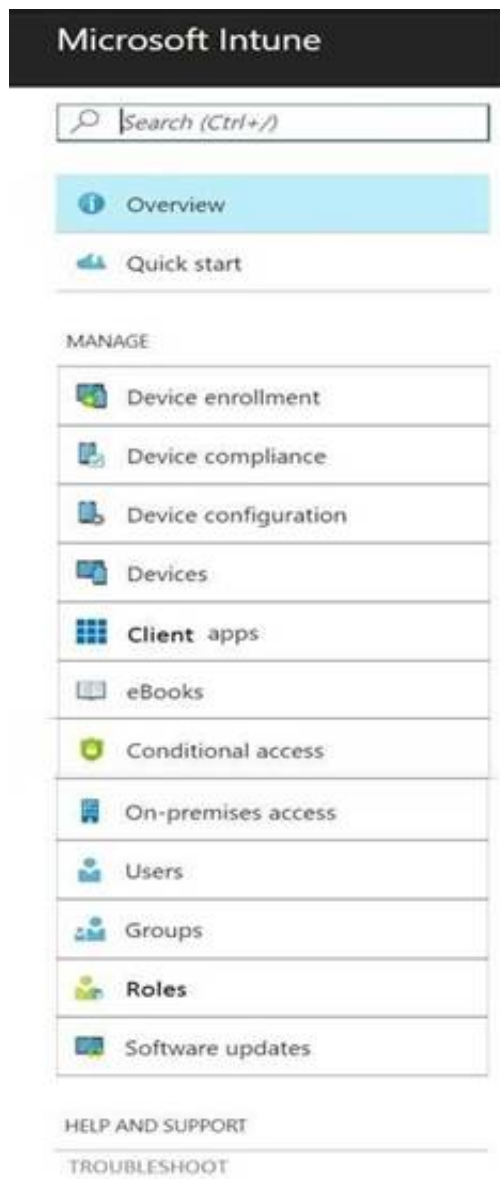 Microsoft Intune
Search (Ctrl+/)
Overview
Quick start
MANAGE
Device enrollment
Device compliance
Device configuration
Devices
Client apps
eBooks
Conditional access
On-premises access
Users
Groups
Roles
Software updates
HELP AND SUPPORT
TROUBLESHOOT